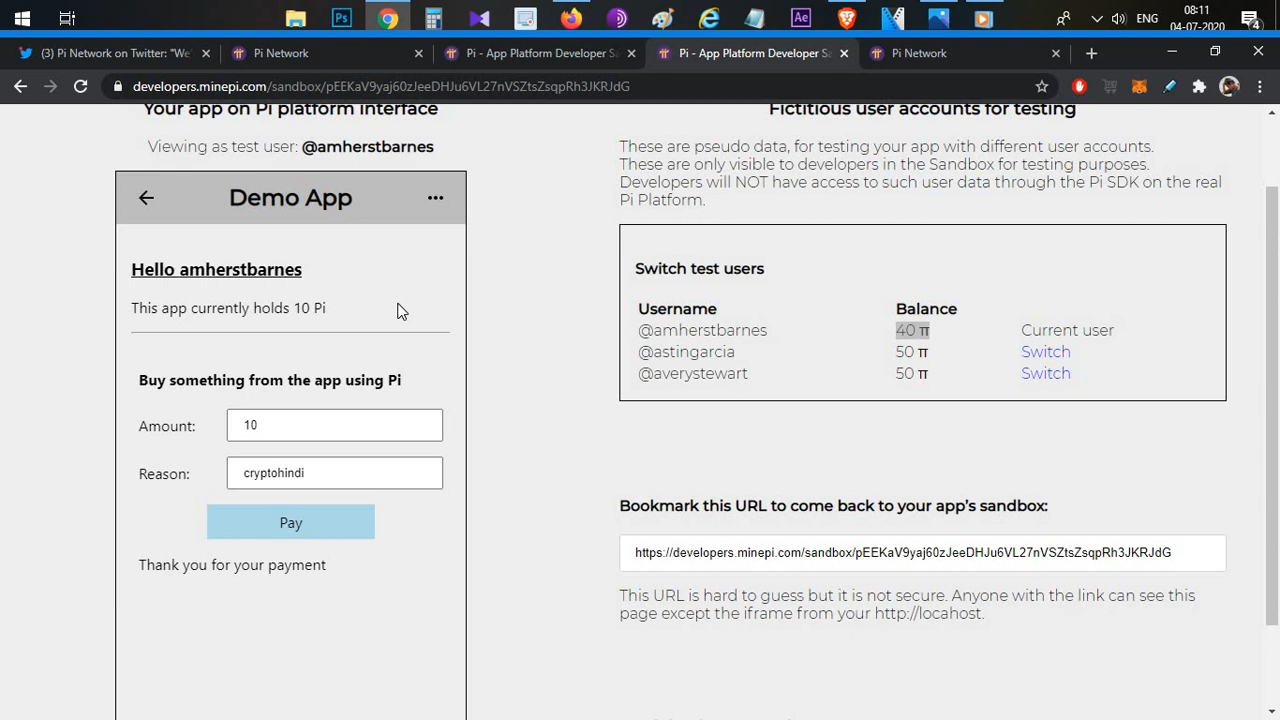 08:11
ENG
04-07-2020
4
(3) Pi Network on Twitter: "We
Pi Network
Pi - App Platform Developer Sa
Pi - App Platform Developer Sa
Pi Network
developers.minepi.com/sandbox/pEEKaV9yaj60zJeeDHJu6VL27nVSZtsZsqpRh3JKRJdG
Your app on Pi platform interface
Viewing as test user: @amherstbarnes
Demo App
Hello amherstbarnes
This app currently holds 10 Pi
Buy something from the app using Pi
Amount: 10
Reason: cryptohindi
Pay
Thank you for your payment
Fictitious user accounts for testing
These are pseudo data, for testing your app with different user accounts.
These are only visible to developers in the Sandbox for testing purposes.
Developers will NOT have access to such user data through the Pi SDK on the real
Pi Platform.
Switch test users
Username Balance
@amherstbarnes 40 π Current user
@astingarcia 50 π Switch
@averystewart 50 π Switch
Bookmark this URL to come back to your app's sandbox:
https://developers.minepi.com/sandbox/pEEKaV9yaj60zJeeDHJu6VL27nVSZtsZsqpRh3JKRJdG
This URL is hard to guess but it is not secure. Anyone with the link can see this
page except the iframe from your http://locahost.